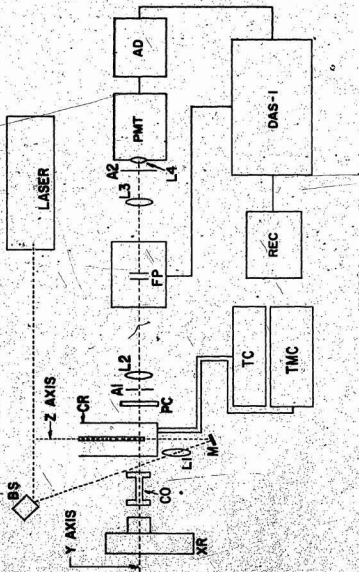 AD
PMT
DAS-1
LASER
A2
L3
L4
FP
REC
Z AXIS
CR
A1
L2
PC
TC
TMC
BS
L1
M
CO
Y AXIS
XR